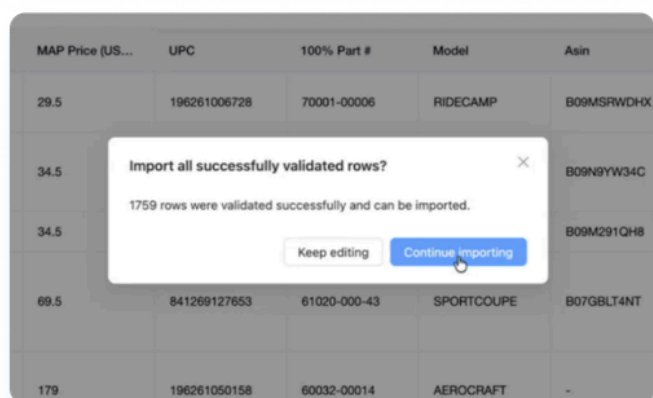 MAP Price (US... UPC 100% Part # Model Asin
29.5 196261006728 70001-00006 RIDECAMP B09MSRWDHX
34.5 B09N9YW34C
Import all successfully validated rows?
1759 rows were validated successfully and can be imported.
34.5 B09M291QH8
Keep editing Continue importing
69.5 841269127653 61020-000-43 SPORTCOUPE B07GBLT4NT
179 196261050158 60032-00014 AEROCRAFT -